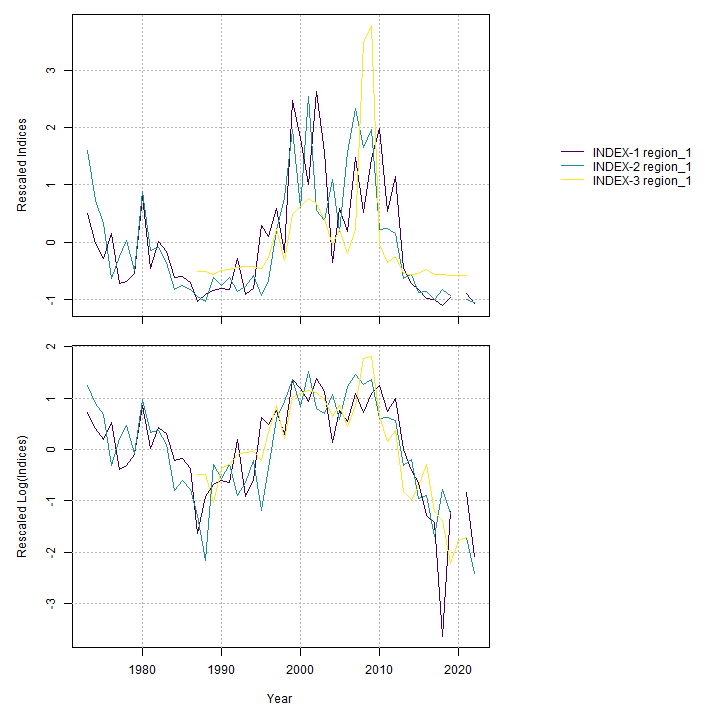 Rescaled Indices
3
2
1
0
-1
INDEX-1 region_1
INDEX-2 region_1
INDEX-3 region_1
Rescaled Log(Indices)
2
1
0
-1
-2
-3
1980 1990 2000 2010 2020
Year